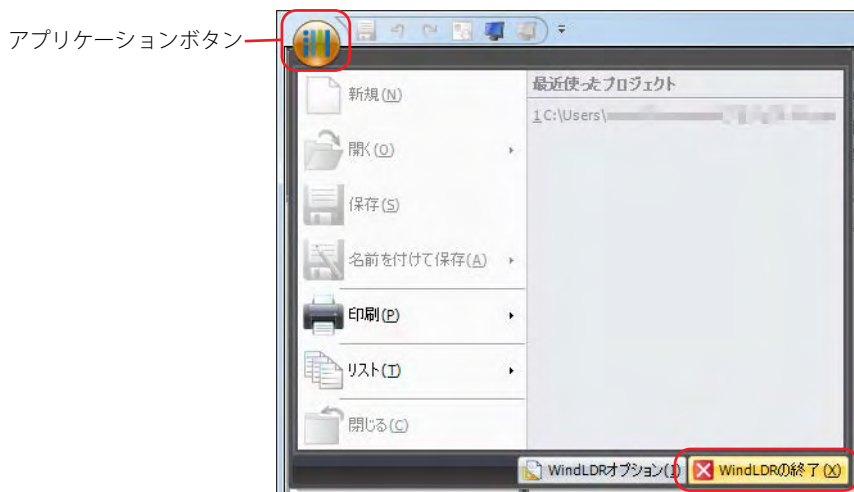 アプリケーションボタン
最近使ったプロジェクト
1 C:\Users\
新規(N)
開く(O)
保存(S)
名前を付けて保存(A)
印刷(P)
リスト(T)
閉じる(C)
WindLDRオプション(I)
WindLDRの終了(X)